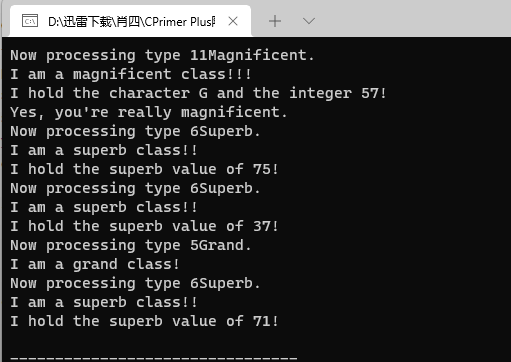 D:\迅雷下载\肖四\CPrimer Plus
Now processing type 11Magnificent.
I am a magnificent class!!!
I hold the character G and the integer 57!
Yes, you're really magnificent.
Now processing type 6Superb.
I am a superb class!!
I hold the superb value of 75!
Now processing type 6Superb.
I am a superb class!!
I hold the superb value of 37!
Now processing type 5Grand.
I am a grand class!
Now processing type 6Superb.
I am a superb class!!
I hold the superb value of 71!
--------------------------------